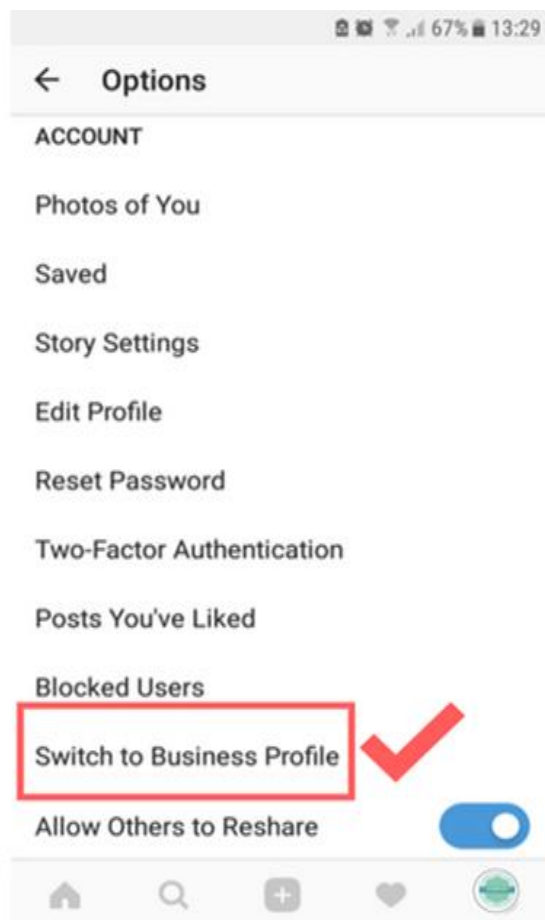 67% 13:29
Options
ACCOUNT
Photos of You
Saved
Story Settings
Edit Profile
Reset Password
Two-Factor Authentication
Posts You've Liked
Blocked Users
Switch to Business Profile
Allow Others to Reshare